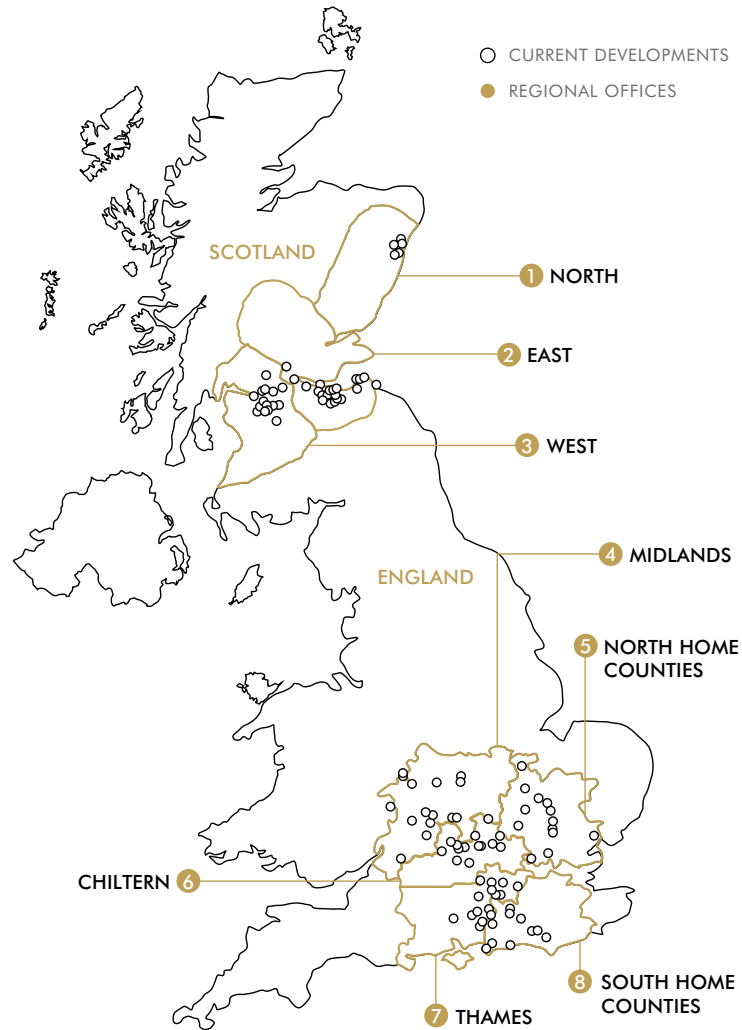 CURRENT DEVELOPMENTS
REGIONAL OFFICES
SCOTLAND
1 NORTH
2 EAST
3 WEST
4 MIDLANDS
ENGLAND
5 NORTH HOME
COUNTIES
CHILTERN 6
8 SOUTH HOME
COUNTIES
7 THAMES